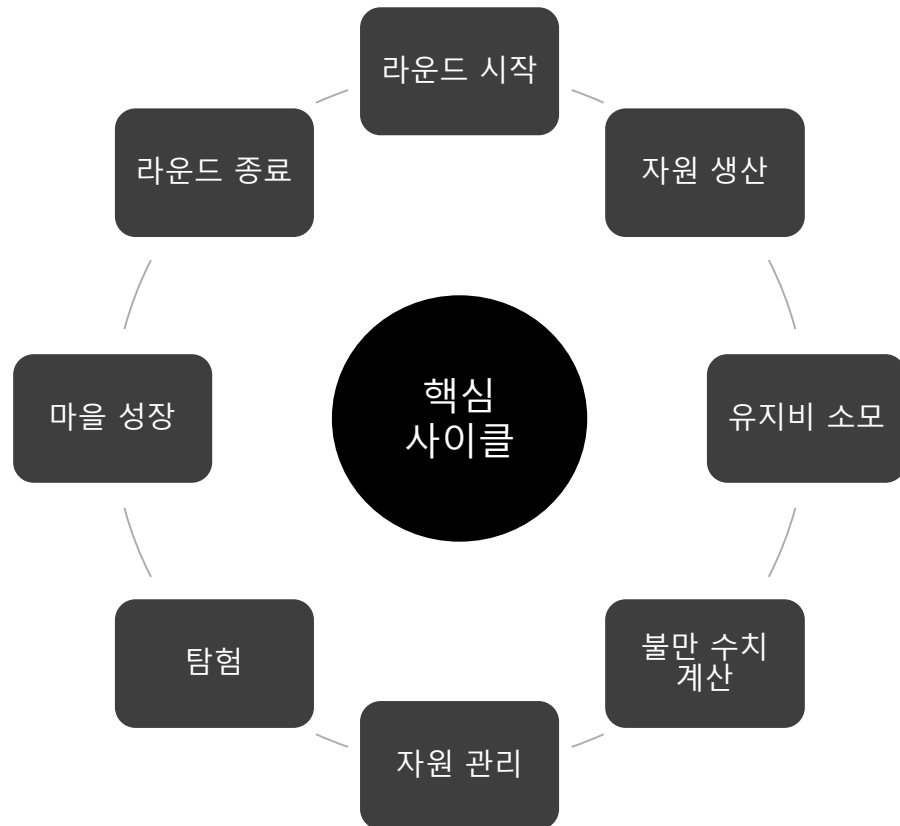 라운드 시작
자원 생산
유지비 소모
불만 수치
계산
자원 관리
탐험
마을 성장
라운드 종료
핵심
사이클